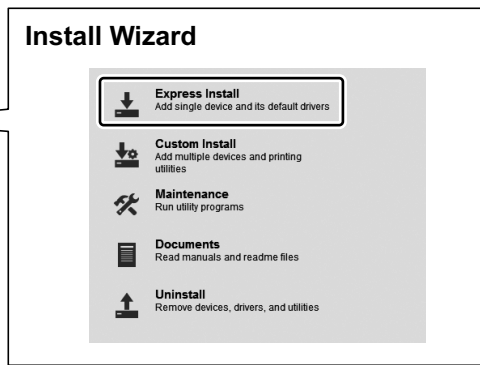 Install Wizard
Express Install
Add single device and its default drivers
Custom Install
Add multiple devices and printing
utilities
Maintenance
Run utility programs
Documents
Read manuals and readme files
Uninstall
Remove devices, drivers, and utilities